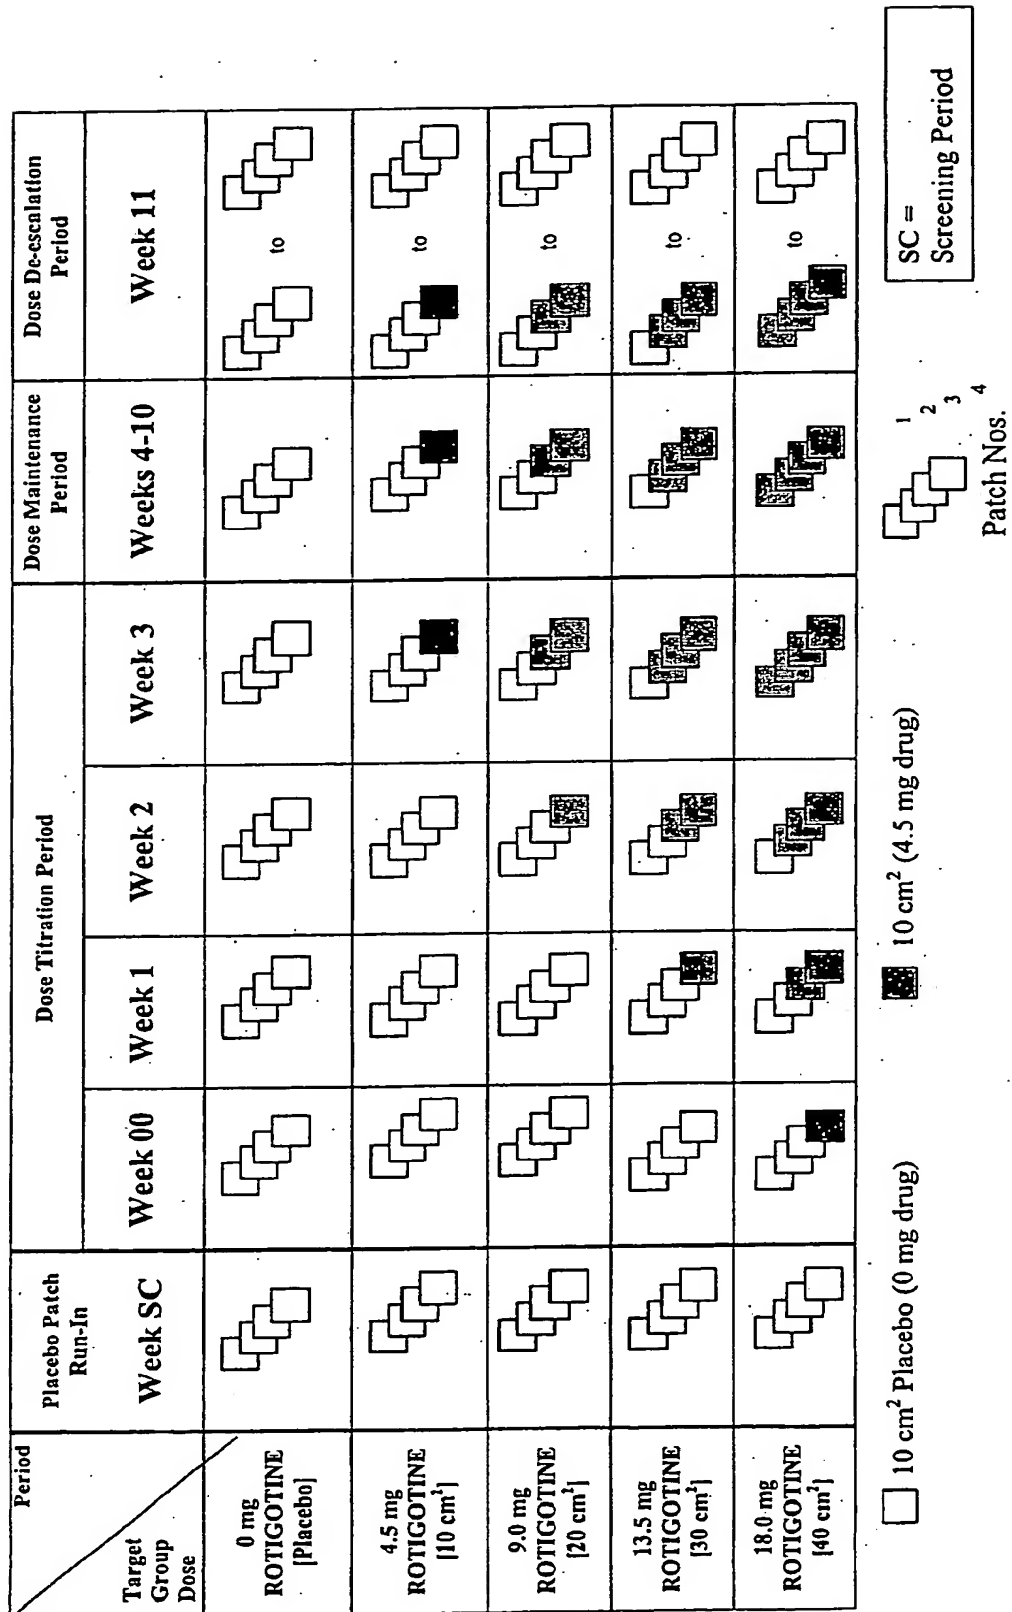 Period
Target
Group
Dose
Placebo Patch
Run-In
Dose Titration Period
Dose Maintenance
Period
Dose De-escalation
Period
Week SC
Week 00
Week 1
Week 2
Week 3
Weeks 4-10
Week 11
0 mg
ROTIGOTINE
[Placebo]
to
4.5 mg
ROTIGOTINE
[10 cm²]
to
9.0 mg
ROTIGOTINE
[20 cm²]
to
13.5 mg
ROTIGOTINE
[30 cm²]
to
18.0 mg
ROTIGOTINE
[40 cm²]
to
10 cm² Placebo (0 mg drug)
10 cm² (4.5 mg drug)
1
2
3
4
Patch Nos.
SC =
Screening Period